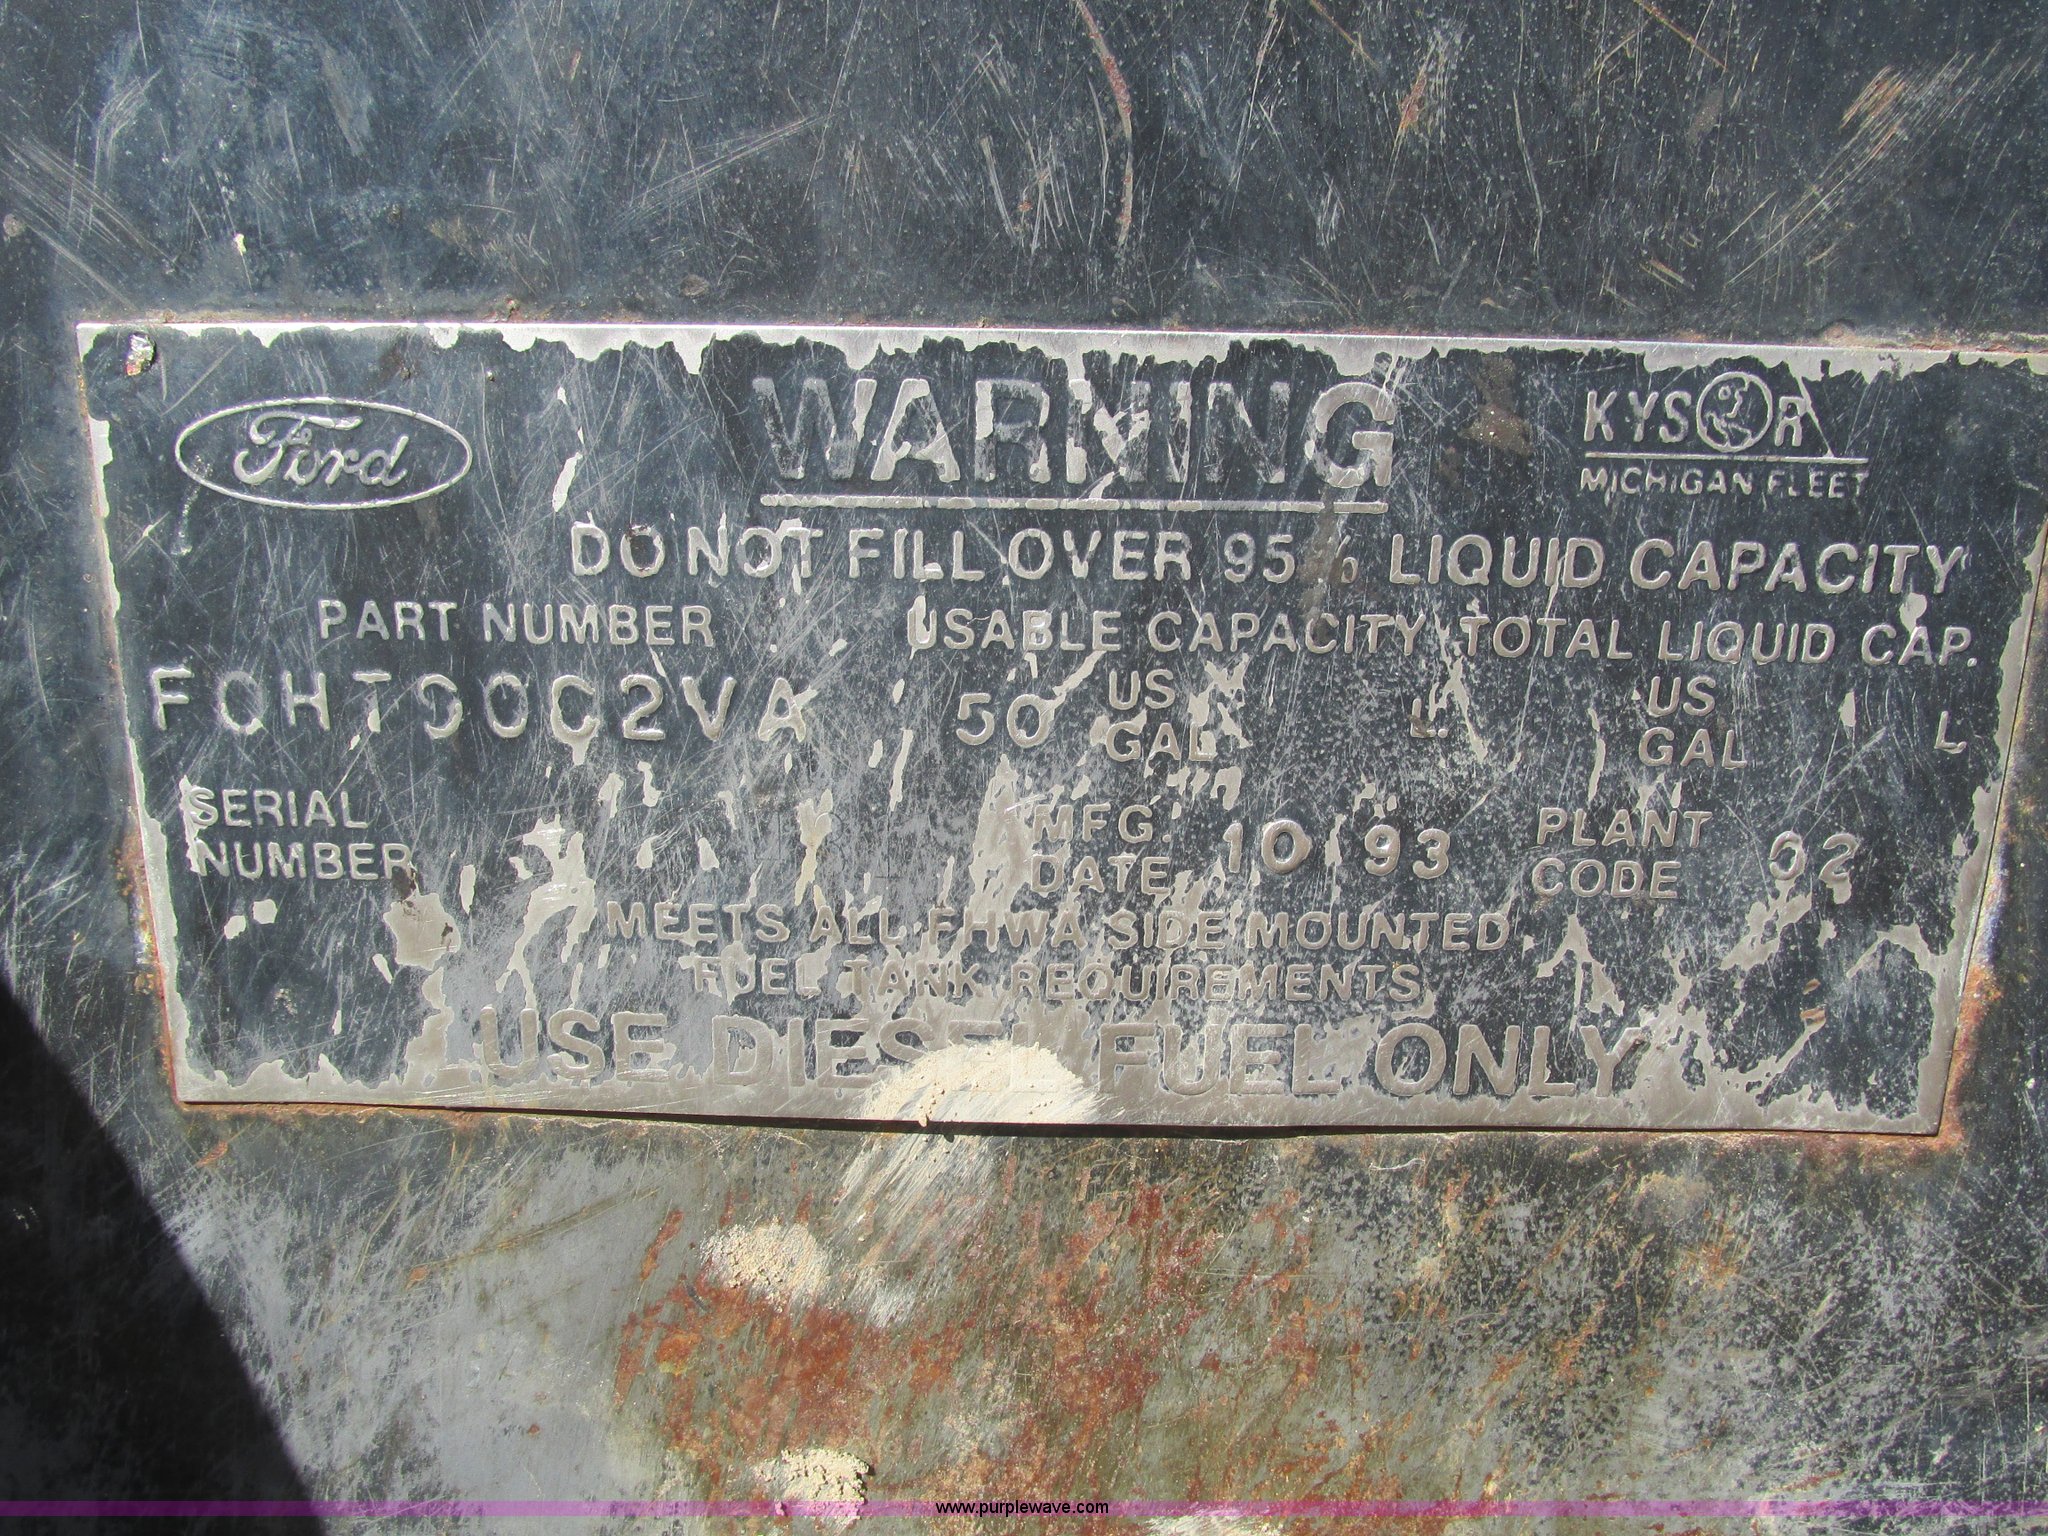 Ford
WARNING
KYSOR
MICHIGAN FLEET
DO NOT FILL OVER 95% LIQUID CAPACITY
PART NUMBER USABLE CAPACITY TOTAL LIQUID CAP.
50 US GAL L. US GAL L
SERIAL NUMBER MFG. DATE 10 93 PLANT CODE 02
MEETS ALL FHWA SIDE MOUNTED
FUEL TANK REQUIREMENTS
USE DIESEL FUEL ONLY
www.purplewave.com